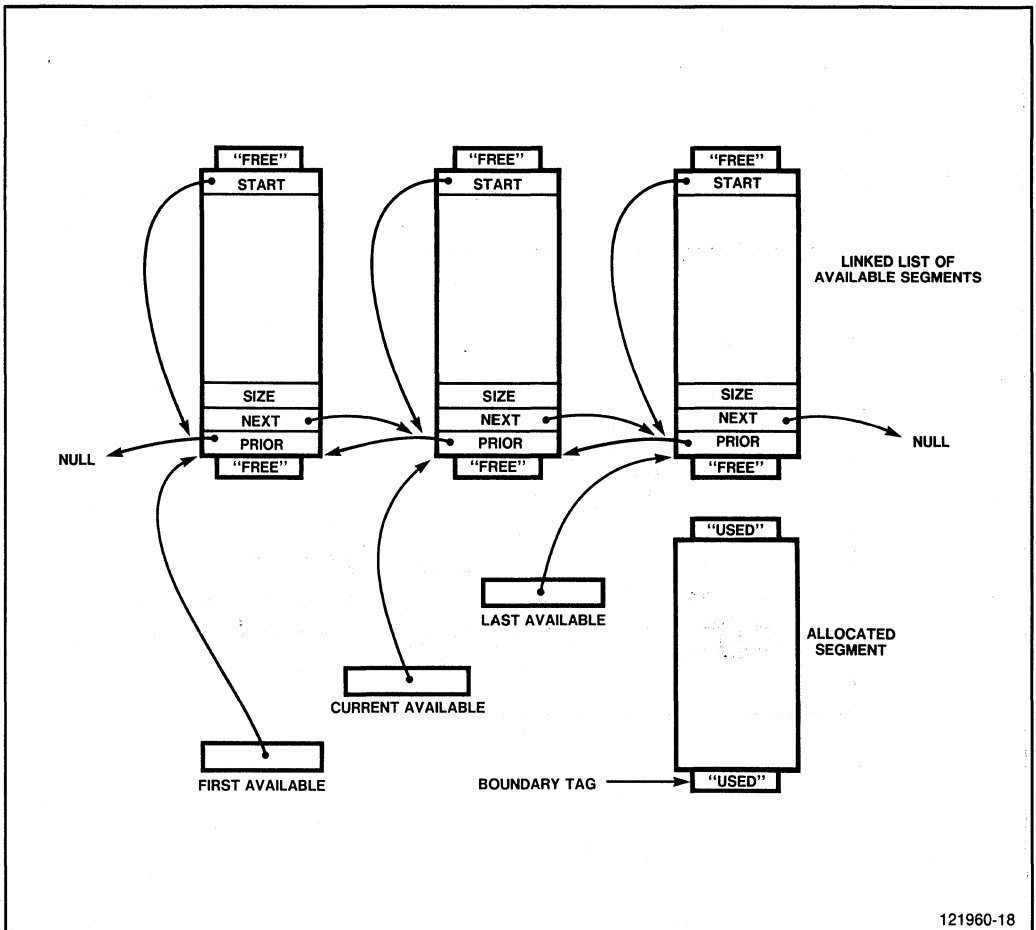 "FREE" "FREE" "FREE"
START START START
LINKED LIST OF
AVAILABLE SEGMENTS
SIZE SIZE SIZE
NEXT NEXT NEXT
PRIOR PRIOR PRIOR
NULL
NULL
"FREE" "FREE" "FREE"
"USED"
LAST AVAILABLE
ALLOCATED
SEGMENT
CURRENT AVAILABLE
FIRST AVAILABLE
BOUNDARY TAG
"USED"
121960-18